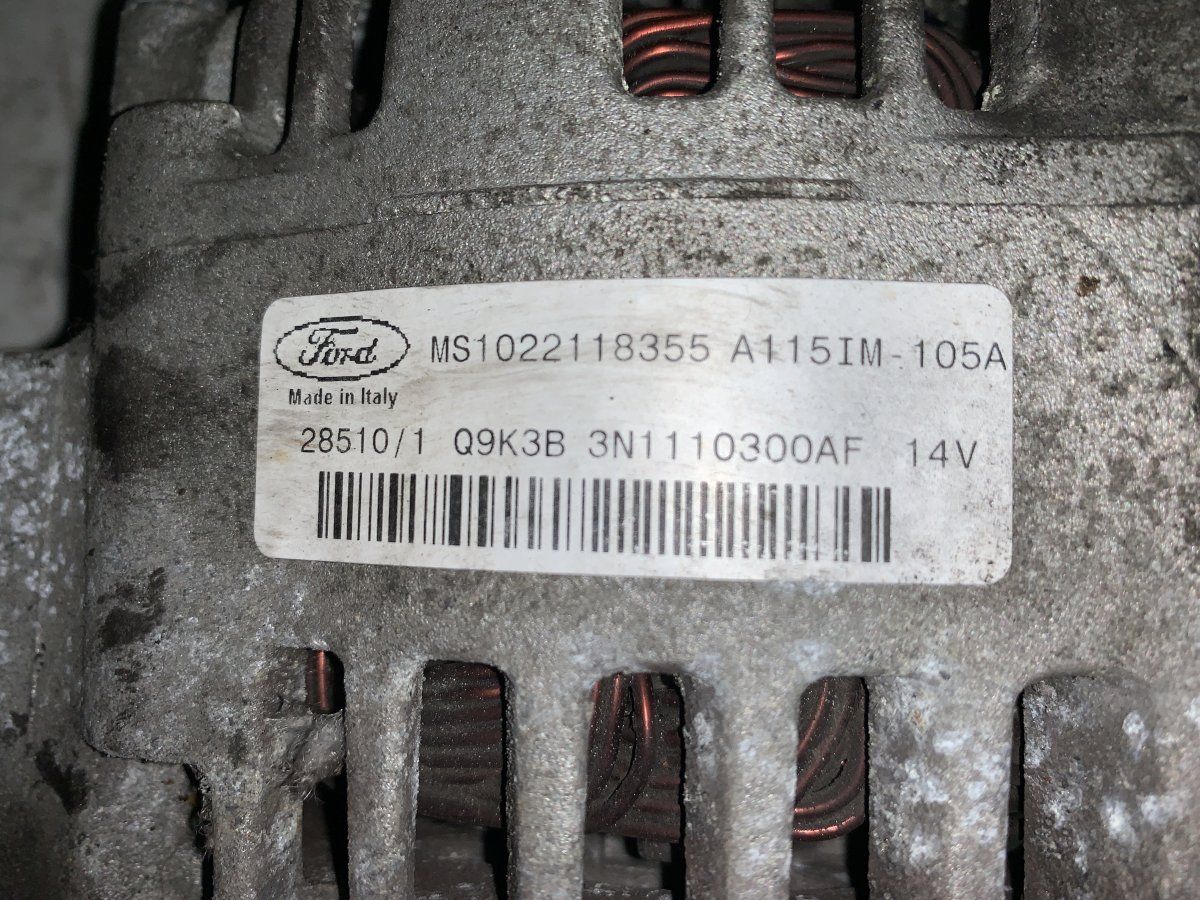 Ford MS1022118355 A115IM-105A
Made in Italy
28510/1 Q9K3B 3N1110300AF 14V